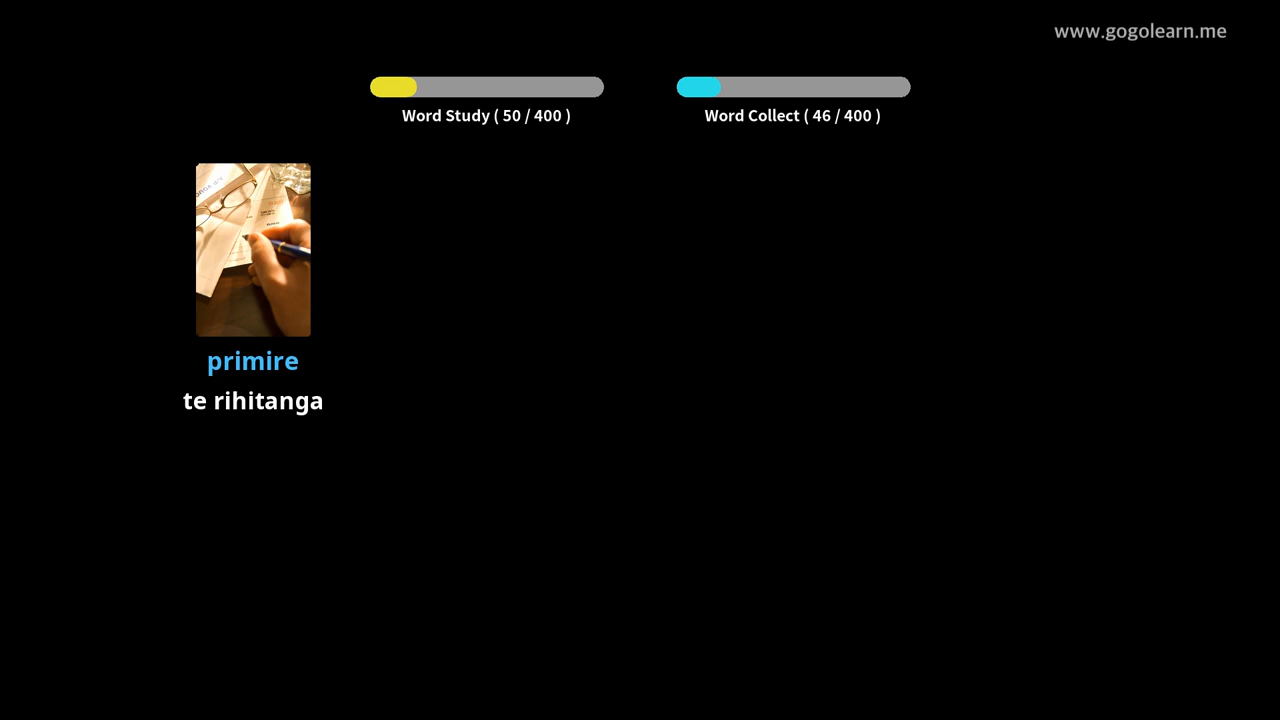 www.gogolearn.me
Word Study ( 50 / 400 )
Word Collect ( 46 / 400 )
primire
te rihitanga